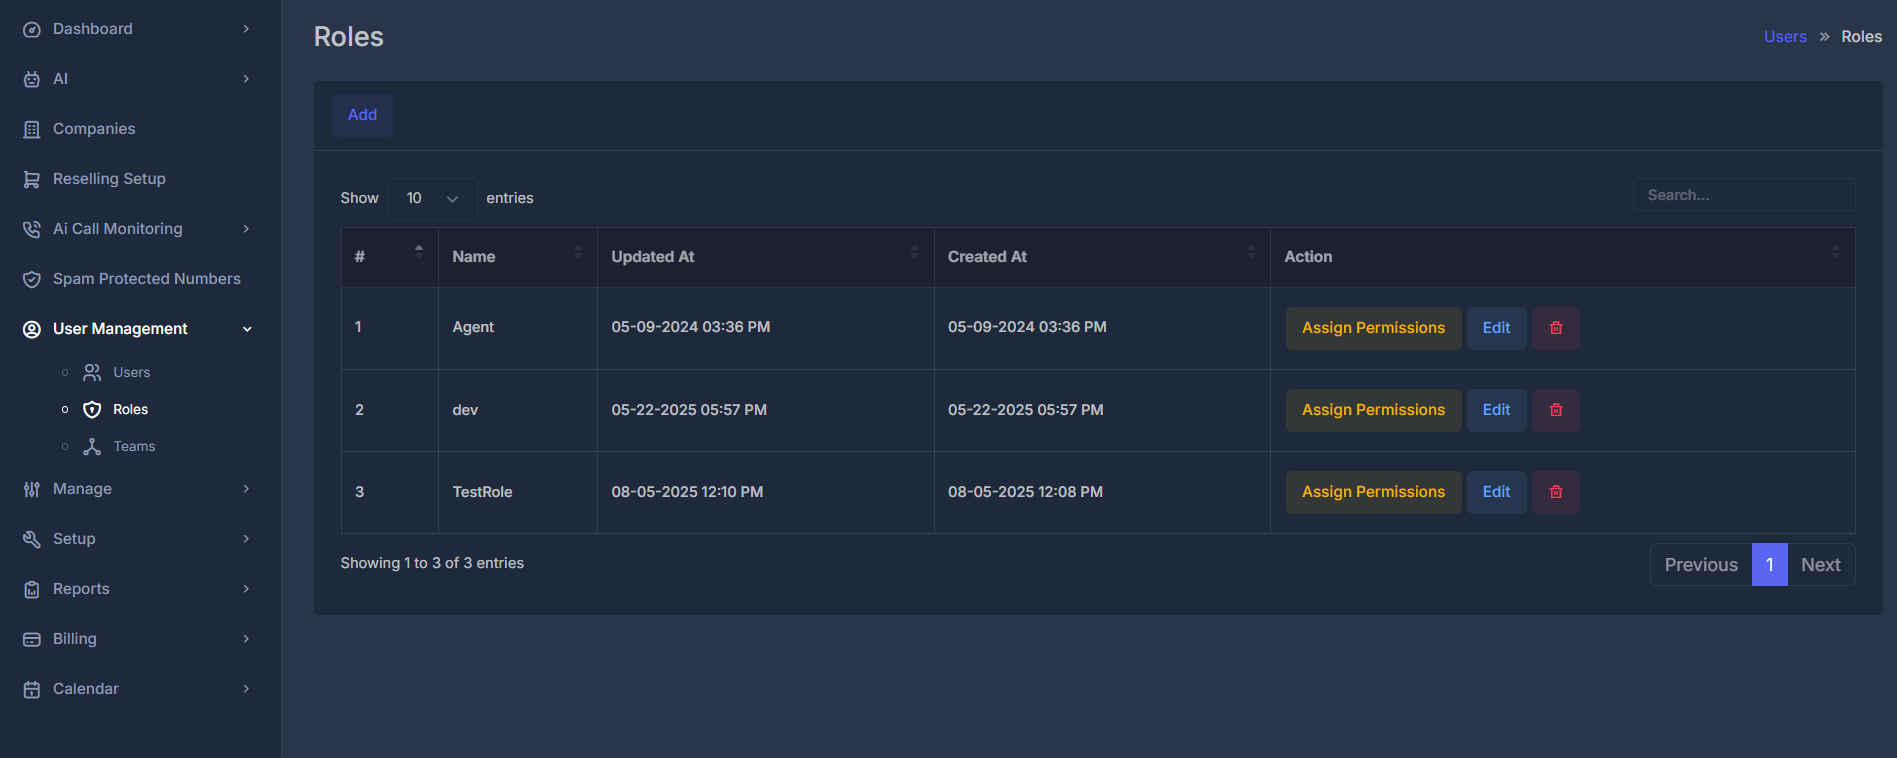 Dashboard
AI
Companies
Reselling Setup
Ai Call Monitoring
Spam Protected Numbers
User Management
Users
Roles
Teams
Manage
Setup
Reports
Billing
Calendar
Roles
Users » Roles
Add
Show 10 entries
Search...
# Name Updated At Created At Action
1 Agent 05-09-2024 03:36 PM 05-09-2024 03:36 PM Assign Permissions Edit
2 dev 05-22-2025 05:57 PM 05-22-2025 05:57 PM Assign Permissions Edit
3 TestRole 08-05-2025 12:10 PM 08-05-2025 12:08 PM Assign Permissions Edit
Showing 1 to 3 of 3 entries
Previous 1 Next